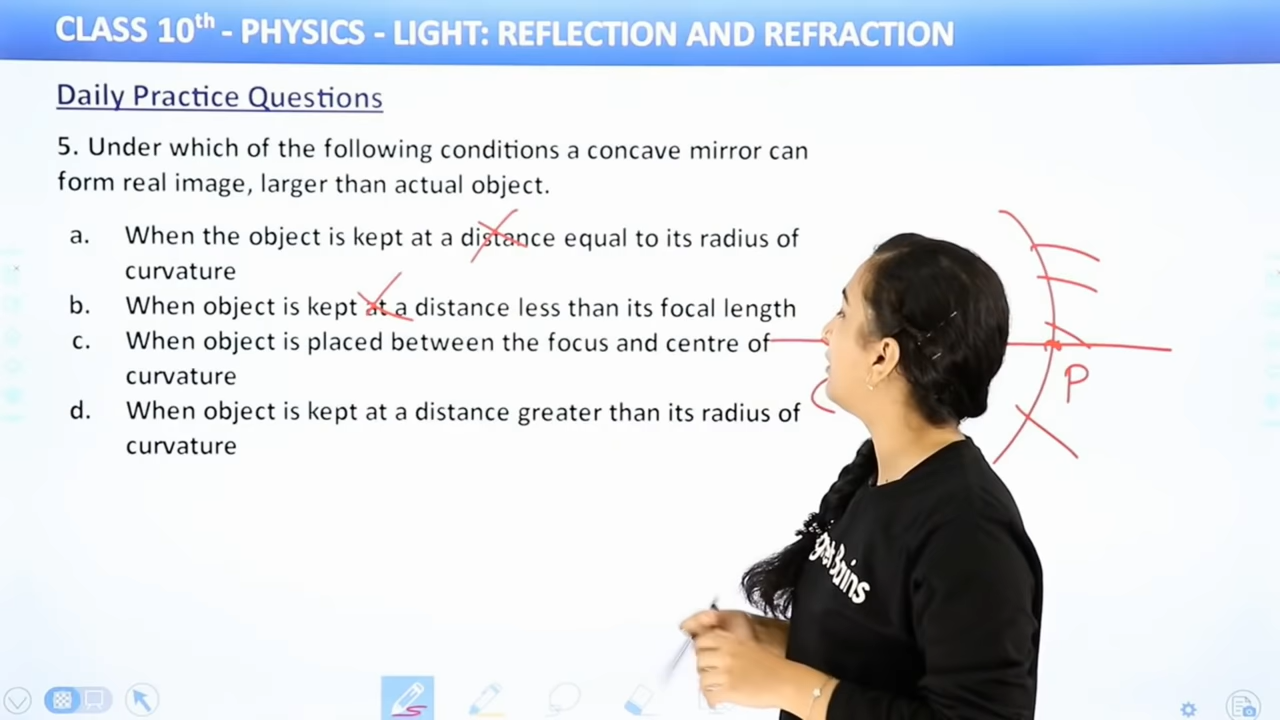 CLASS 10th - PHYSICS - LIGHT: REFLECTION AND REFRACTION
Daily Practice Questions
5. Under which of the following conditions a concave mirror can
form real image, larger than actual object.
a. When the object is kept at a distance equal to its radius of
curvature
b. When object is kept at a distance less than its focal length
c. When object is placed between the focus and centre of
curvature
d. When object is kept at a distance greater than its radius of
curvature
P
C
Bains